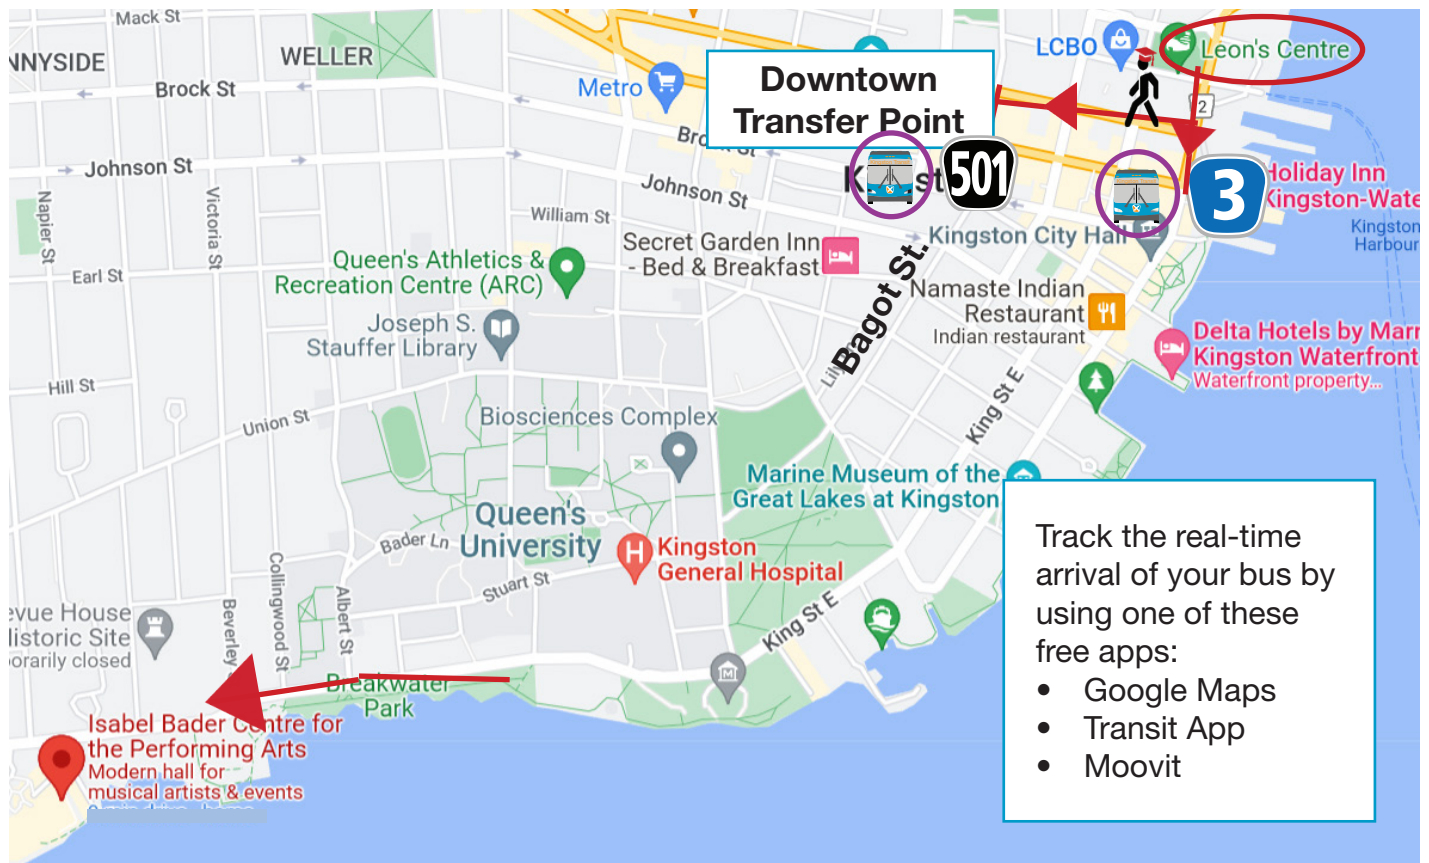 Mack St
NNYSIDE
WELLER
Brock St
Metro
LCBO
Leon's Centre
Downtown
Transfer Point
2
Johnson St
Johnson St
501
3
Holiday Inn
Kingston-Wate
Kingston
Harbour
Napier St
Victoria St
William St
Kingston City Hall
Secret Garden Inn
- Bed & Breakfast
Queen's Athletics &
Recreation Centre (ARC)
Earl St
Bagot St.
Namaste Indian
Restaurant
Indian restaurant
Joseph S.
Stauffer Library
Delta Hotels by Marr
Kingston Waterfront
Waterfront property...
Hill St
Union St
Biosciences Complex
King St E
Marine Museum of the
Great Lakes at Kingston
Queen's
University
Bader Ln
Kingston
General Hospital
Stuart St
Collingwood St
Albert St
Beverley
King St E
evue House
Historic Site
porarily closed
Breakwater
Park
Isabel Bader Centre for
the Performing Arts
Modern hall for
musical artists & events
Track the real-time
arrival of your bus by
using one of these
free apps:
• Google Maps
• Transit App
• Moovit